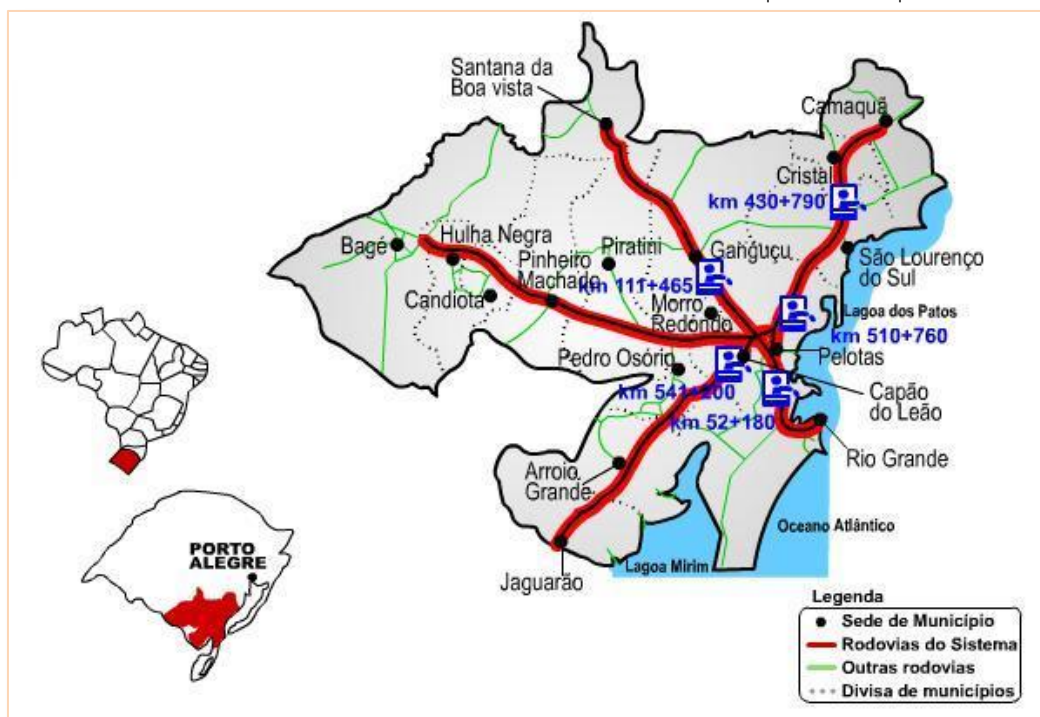 Santana da
Boa vista
Camaquã
Cristal
km 430+790
Bagé
Hulha Negra
Piratini
Ganguçu
São Lourenço
do Sul
Pinheiro
Machado
km 111+465
Candiota
Morro
Redondo
Lagoa dos Patos
km 510+760
Pelotas
Pedro Osório
km 541+200
Capão
do Leão
km 52+180
Rio Grande
Arroio
Grande
Oceano Atlântico
Lagoa Mirim
Jaguarão
PORTO
ALEGRE
Legenda
Sede de Município
Rodovias do Sistema
Outras rodovias
Divisa de municípios